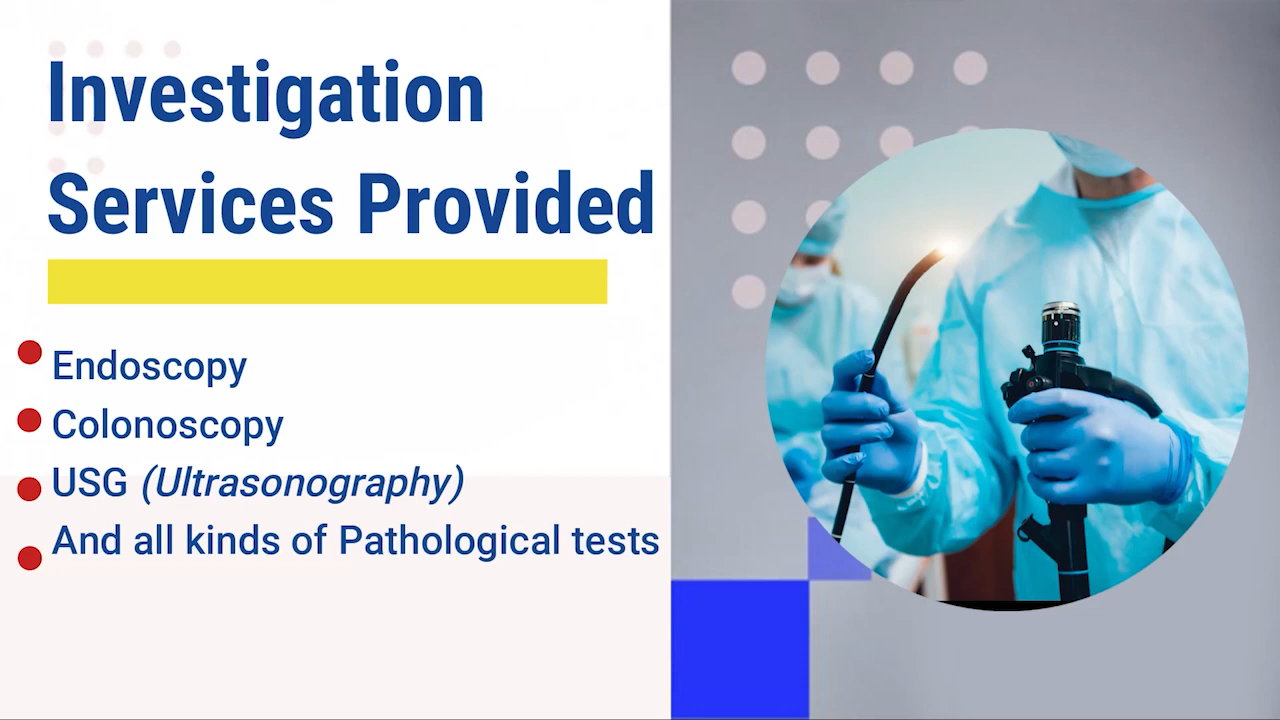 Investigation
Services Provided
Endoscopy
Colonoscopy
USG (Ultrasonography)
And all kinds of Pathological tests